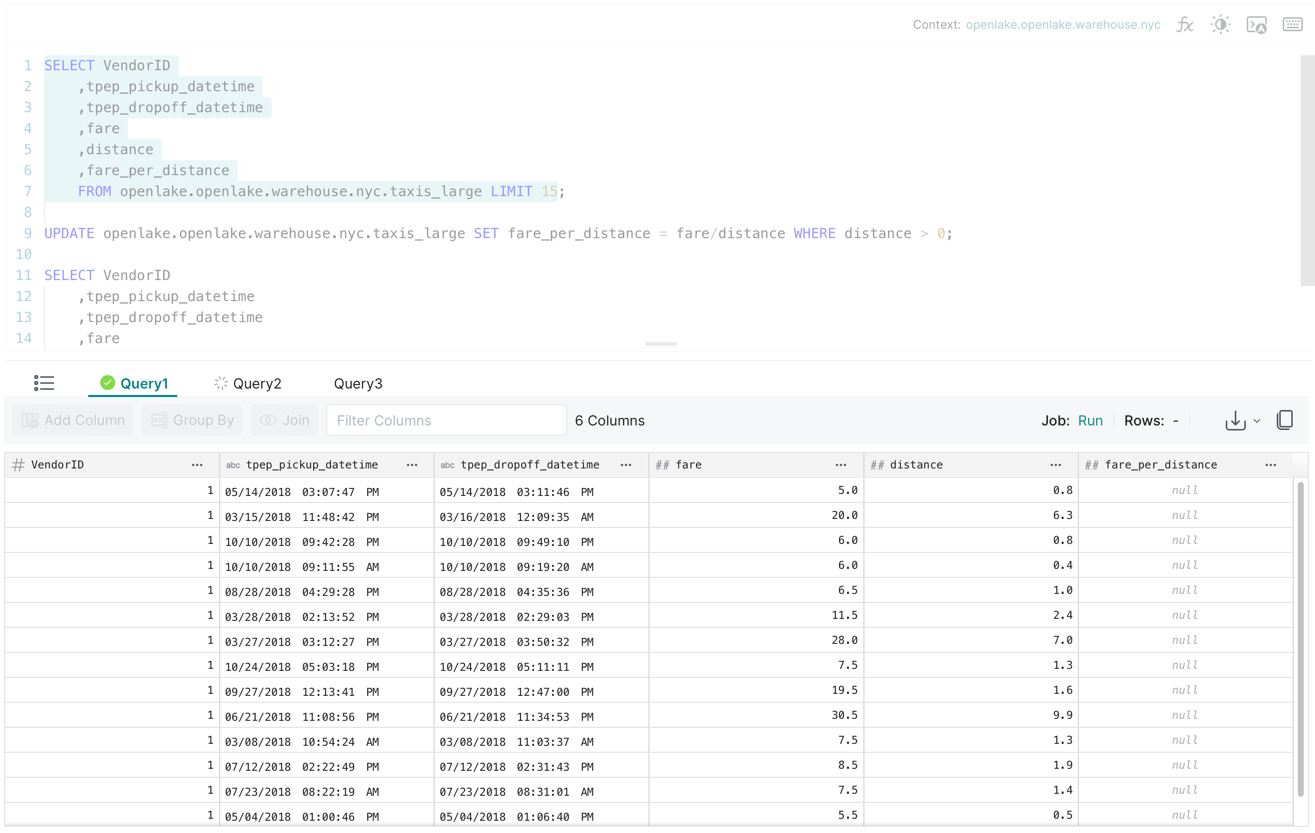 Context: openlake.openlake.warehouse.nyc fx
1 SELECT VendorID
2 ,tpep_pickup_datetime
3 ,tpep_dropoff_datetime
4 ,fare
5 ,distance
6 ,fare_per_distance
7 FROM openlake.openlake.warehouse.nyc.taxis_large LIMIT 15;
8
9 UPDATE openlake.openlake.warehouse.nyc.taxis_large SET fare_per_distance = fare/distance WHERE distance > 0;
10
11 SELECT VendorID
12 ,tpep_pickup_datetime
13 ,tpep_dropoff_datetime
14 ,fare
Query1 Query2 Query3
Add Column Group By Join Filter Columns 6 Columns Job: Run Rows: -
# VendorID ... abc tpep_pickup_datetime ... abc tpep_dropoff_datetime ... ## fare ... ## distance ... ## fare_per_distance ...
1 05/14/2018 03:07:47 PM 05/14/2018 03:11:46 PM 5.0 0.8 null
1 03/15/2018 11:48:42 PM 03/16/2018 12:09:35 AM 20.0 6.3 null
1 10/10/2018 09:42:28 PM 10/10/2018 09:49:10 PM 6.0 0.8 null
1 10/10/2018 09:11:55 AM 10/10/2018 09:19:20 AM 6.0 0.4 null
1 08/28/2018 04:29:28 PM 08/28/2018 04:35:36 PM 6.5 1.0 null
1 03/28/2018 02:13:52 PM 03/28/2018 02:29:03 PM 11.5 2.4 null
1 03/27/2018 03:12:27 PM 03/27/2018 03:50:32 PM 28.0 7.0 null
1 10/24/2018 05:03:18 PM 10/24/2018 05:11:11 PM 7.5 1.3 null
1 09/27/2018 12:13:41 PM 09/27/2018 12:47:00 PM 19.5 1.6 null
1 06/21/2018 11:08:56 PM 06/21/2018 11:34:53 PM 30.5 9.9 null
1 03/08/2018 10:54:24 AM 03/08/2018 11:03:37 AM 7.5 1.3 null
1 07/12/2018 02:22:49 PM 07/12/2018 02:31:43 PM 8.5 1.9 null
1 07/23/2018 08:22:19 AM 07/23/2018 08:31:01 AM 7.5 1.4 null
1 05/04/2018 01:00:46 PM 05/04/2018 01:06:40 PM 5.5 0.5 null